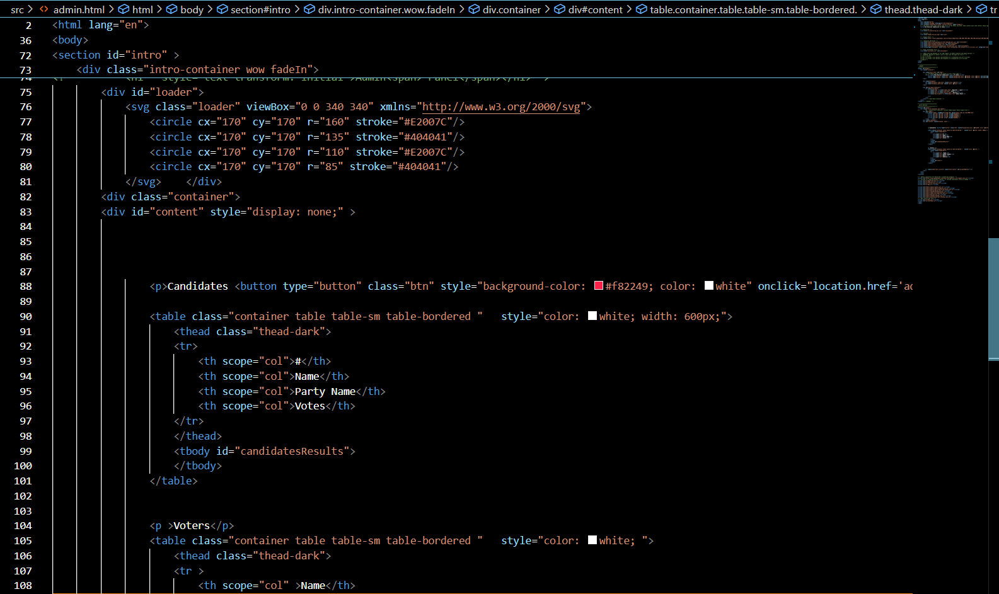 src > admin.html > html > body > section#intro > div.intro-container.wow.fadeIn > div.container > div#content > table.container.table.table-sm.table-bordered. > thead.thead-dark > tr
2 <html lang="en">
36 <body>
72 <section id="intro" >
73 <div class="intro-container wow fadeIn">
75 <div id="loader">
76 <svg class="loader" viewBox="0 0 340 340" xmlns="http://www.w3.org/2000/svg">
77 <circle cx="170" cy="170" r="160" stroke="#E2007C"/>
78 <circle cx="170" cy="170" r="135" stroke="#404041"/>
79 <circle cx="170" cy="170" r="110" stroke="#E2007C"/>
80 <circle cx="170" cy="170" r="85" stroke="#404041"/>
81 </svg>    </div>
82 <div class="container">
83 <div id="content" style="display: none;" >
84
85
86
87
88 <p>Candidates <button type="button" class="btn" style="background-color: #f82249; color: white" onclick="location.href='ad
89
90 <table class="container table table-sm table-bordered "   style="color: white; width: 600px;">
91 <thead class="thead-dark">
92 <tr>
93 <th scope="col">#</th>
94 <th scope="col">Name</th>
95 <th scope="col">Party Name</th>
96 <th scope="col">Votes</th>
97 </tr>
98 </thead>
99 <tbody id="candidatesResults">
100 </tbody>
101 </table>
102
103
104 <p >Voters</p>
105 <table class="container table table-sm table-bordered "   style="color: white; ">
106 <thead class="thead-dark">
107 <tr >
108 <th scope="col" >Name</th>